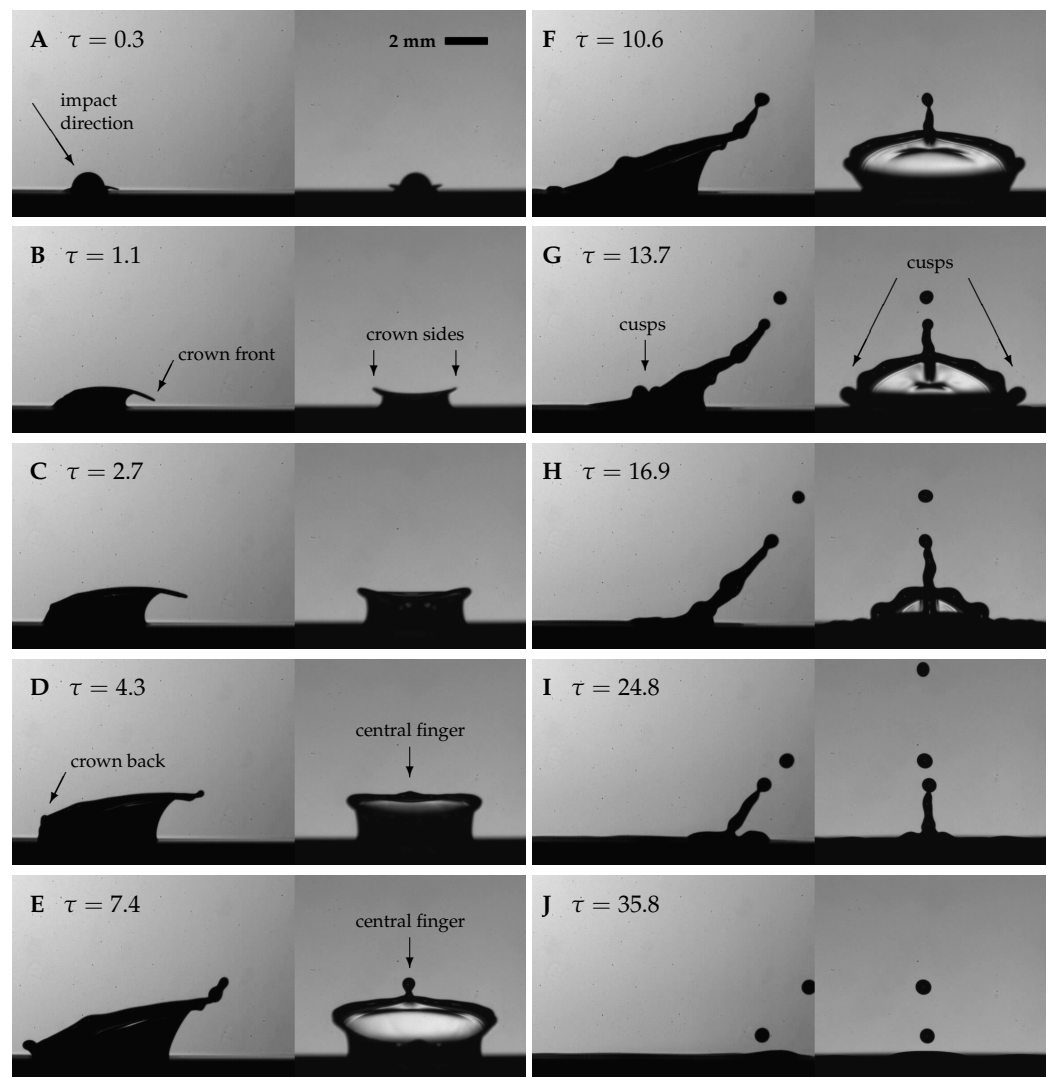 A τ = 0.3
2 mm
impact
direction
B τ = 1.1
crown sides
crown front
C τ = 2.7
D τ = 4.3
central finger
crown back
E τ = 7.4
central finger
F τ = 10.6
G τ = 13.7
cusps
cusps
H τ = 16.9
I τ = 24.8
J τ = 35.8